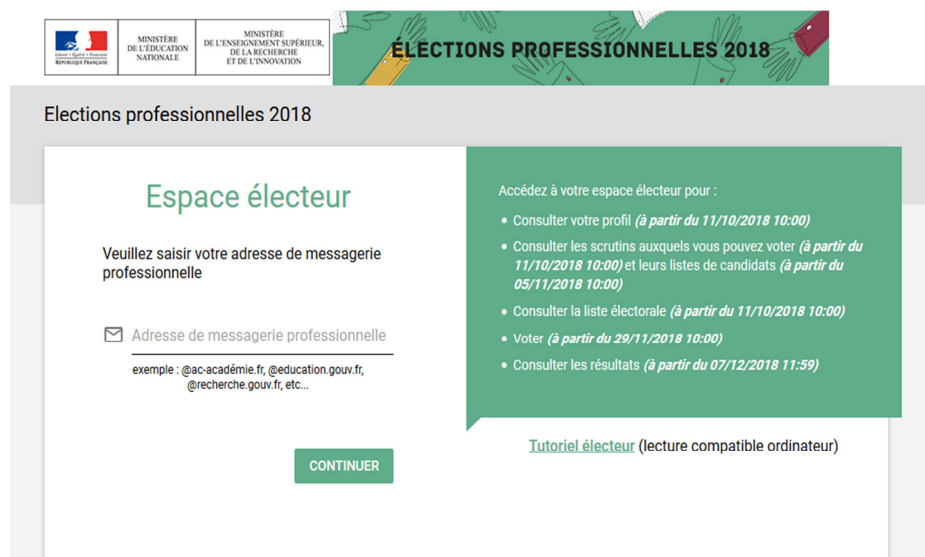 Liberté • Égalité • Fraternité
RÉPUBLIQUE FRANÇAISE
MINISTÈRE
DE L'ÉDUCATION
NATIONALE
MINISTÈRE
DE L'ENSEIGNEMENT SUPÉRIEUR,
DE LA RECHERCHE
ET DE L'INNOVATION
ÉLECTIONS PROFESSIONNELLES 2018
Elections professionnelles 2018
Espace électeur
Veuillez saisir votre adresse de messagerie
professionnelle
Adresse de messagerie professionnelle
exemple : @ac-académie.fr, @education.gouv.fr,
@recherche.gouv.fr, etc...
CONTINUER
Accédez à votre espace électeur pour :
• Consulter votre profil (à partir du 11/10/2018 10:00)
• Consulter les scrutins auxquels vous pouvez voter (à partir du
11/10/2018 10:00) et leurs listes de candidats (à partir du
05/11/2018 10:00)
• Consulter la liste électorale (à partir du 11/10/2018 10:00)
• Voter (à partir du 29/11/2018 10:00)
• Consulter les résultats (à partir du 07/12/2018 11:59)
Tutoriel électeur (lecture compatible ordinateur)